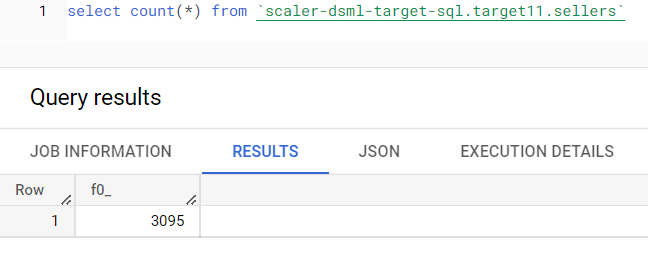 1 select count(*) from `scaler-dsml-target-sql.target11.sellers`
Query results
JOB INFORMATION RESULTS JSON EXECUTION DETAILS
Row f0_
1 3095